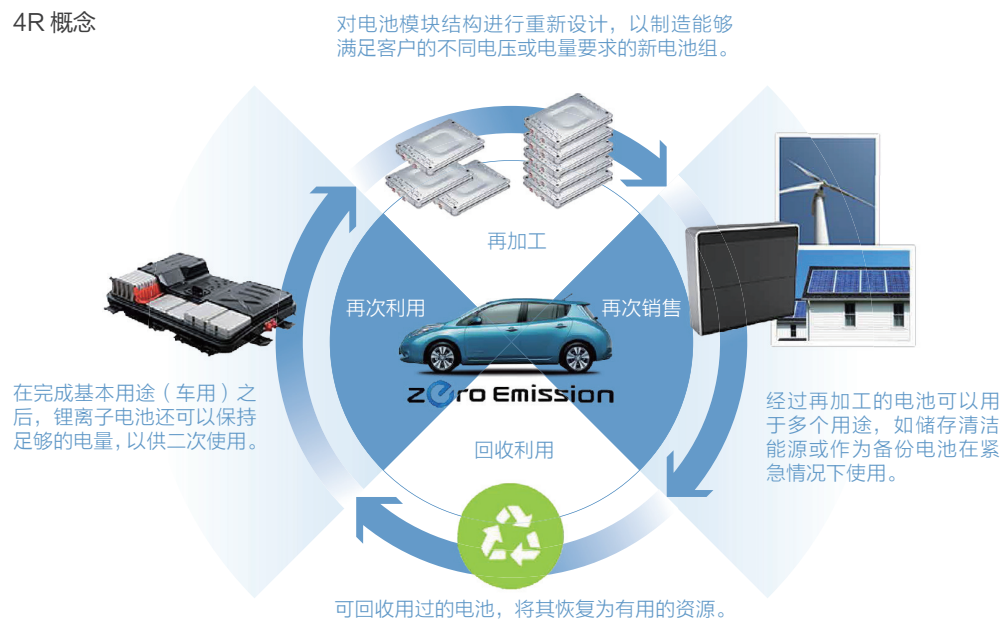 4R 概念
对电池模块结构进行重新设计，以制造能够
满足客户的不同电压或电量要求的新电池组。
再加工
再次利用
再次销售
zero Emission
在完成基本用途（车用）之
后，锂离子电池还可以保持
足够的电量，以供二次使用。
经过再加工的电池可以用
于多个用途，如储存清洁
能源或作为备份电池在紧
急情况下使用。
回收利用
可回收用过的电池，将其恢复为有用的资源。